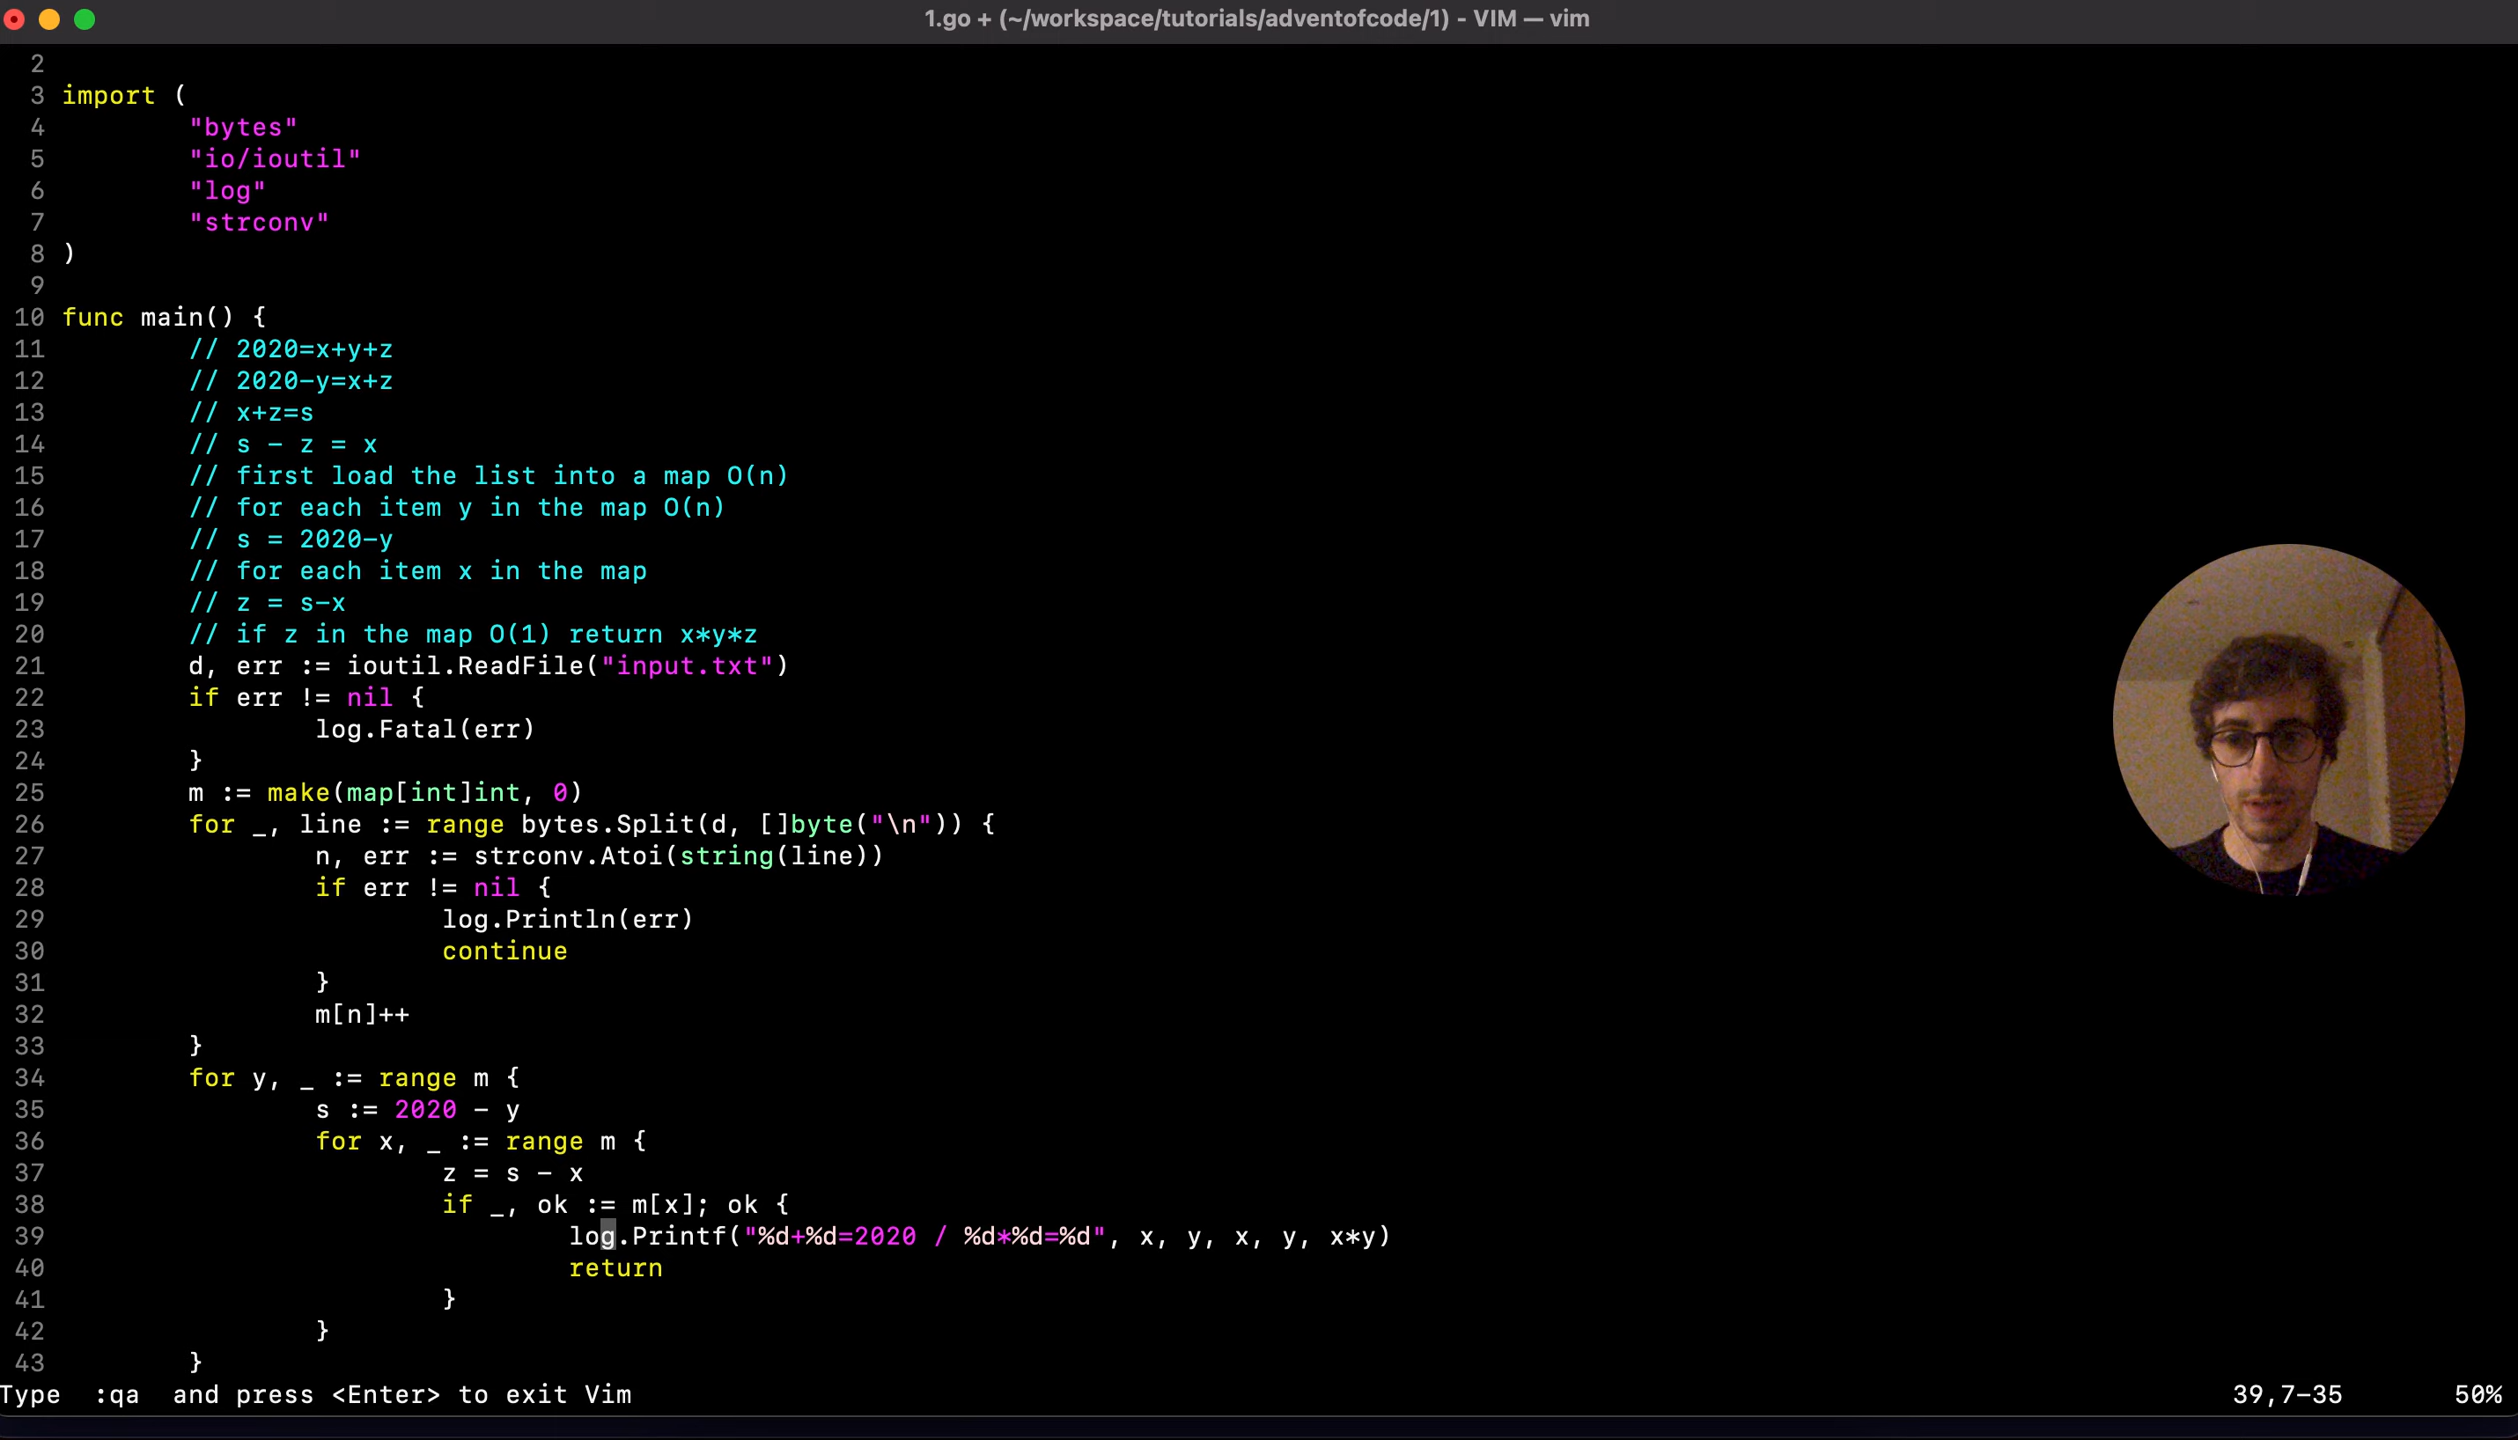 1.go + (~/workspace/tutorials/adventofcode/1) - VIM — vim
2
3 import (
4         "bytes"
5         "io/ioutil"
6         "log"
7         "strconv"
8 )
9
10 func main() {
11         // 2020=x+y+z
12         // 2020-y=x+z
13         // x+z=s
14         // s - z = x
15         // first load the list into a map O(n)
16         // for each item y in the map O(n)
17         // s = 2020-y
18         // for each item x in the map
19         // z = s-x
20         // if z in the map O(1) return x*y*z
21         d, err := ioutil.ReadFile("input.txt")
22         if err != nil {
23                 log.Fatal(err)
24         }
25         m := make(map[int]int, 0)
26         for _, line := range bytes.Split(d, []byte("\n")) {
27                 n, err := strconv.Atoi(string(line))
28                 if err != nil {
29                         log.Println(err)
30                         continue
31                 }
32                 m[n]++
33         }
34         for y, _ := range m {
35                 s := 2020 - y
36                 for x, _ := range m {
37                         z = s - x
38                         if _, ok := m[x]; ok {
39                                 log.Printf("%d+%d=2020 / %d*%d=%d", x, y, x, y, x*y)
40                                 return
41                         }
42                 }
43         }
Type  :qa  and press <Enter> to exit Vim 39,7-35 50%